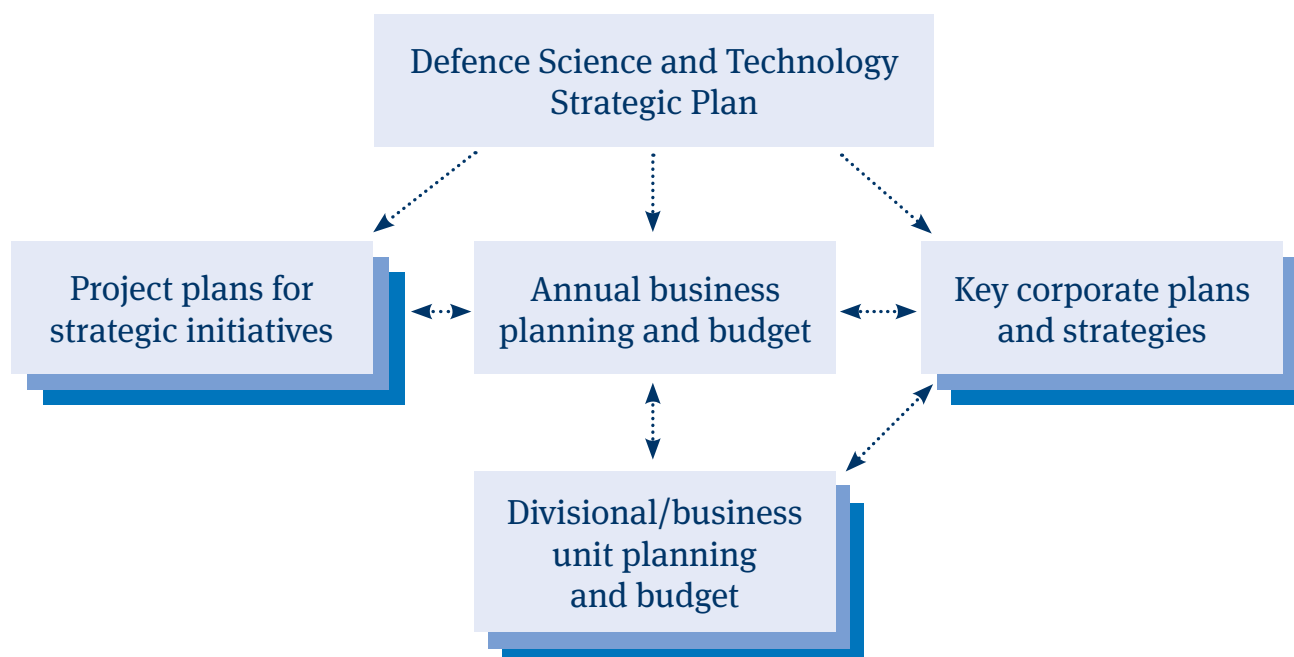 Defence Science and Technology
Strategic Plan
Project plans for
strategic initiatives
Annual business
planning and budget
Key corporate plans
and strategies
Divisional/business
unit planning
and budget